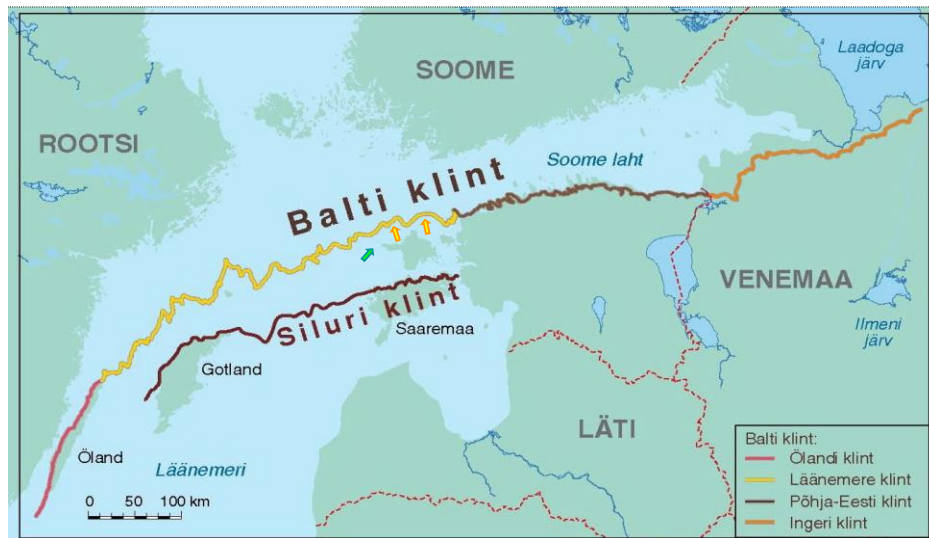 SOOME
Laadoga
järv
ROOTSI
Soome laht
Balti klint
VENEMAA
Siluri klint
Saaremaa
Ilmeni
järv
Gotland
LÄTI
Öland
Läänemeri
0 50 100 km
Balti klint:
Ölandi klint
Läänemere klint
Põhja-Eesti klint
Ingeri klint